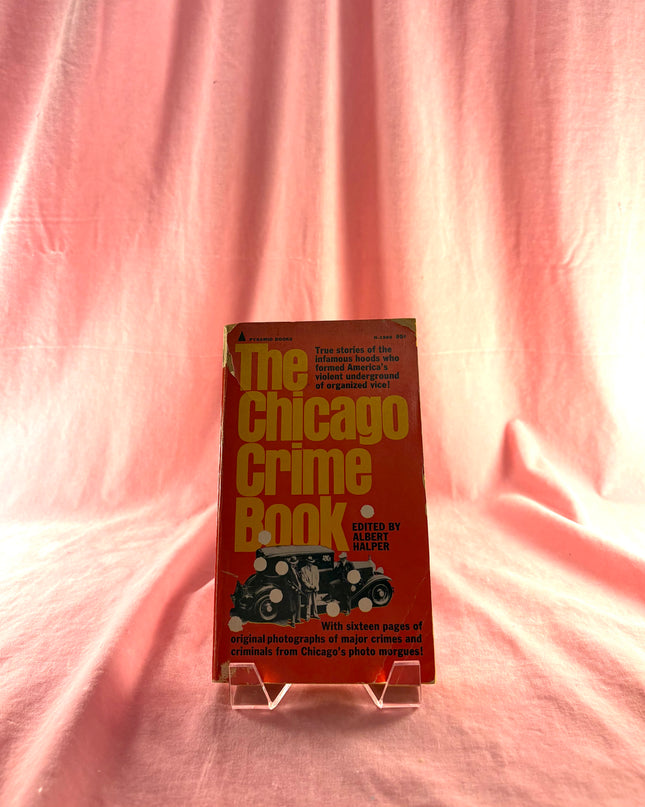 PYRAMID BOOKS
95¢
The
Chicago
Crime
Book
True stories of the
infamous hoods who
formed America's
violent underground
of organized vice!
EDITED BY
ALBERT
HALPER
With sixteen pages of
original photographs of major crimes and
criminals from Chicago's photo morgues!